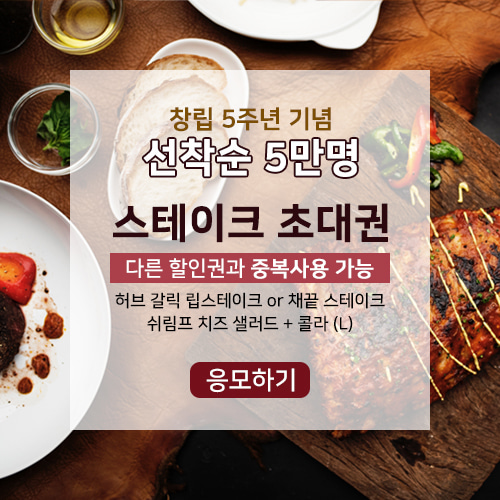 창립 5주년 기념
선착순 5만명
스테이크 초대권
다른 할인권과 중복사용 가능
허브 갈릭 립스테이크 or 채끝 스테이크
쉬림프 치즈 샐러드 + 콜라 (L)
응모하기